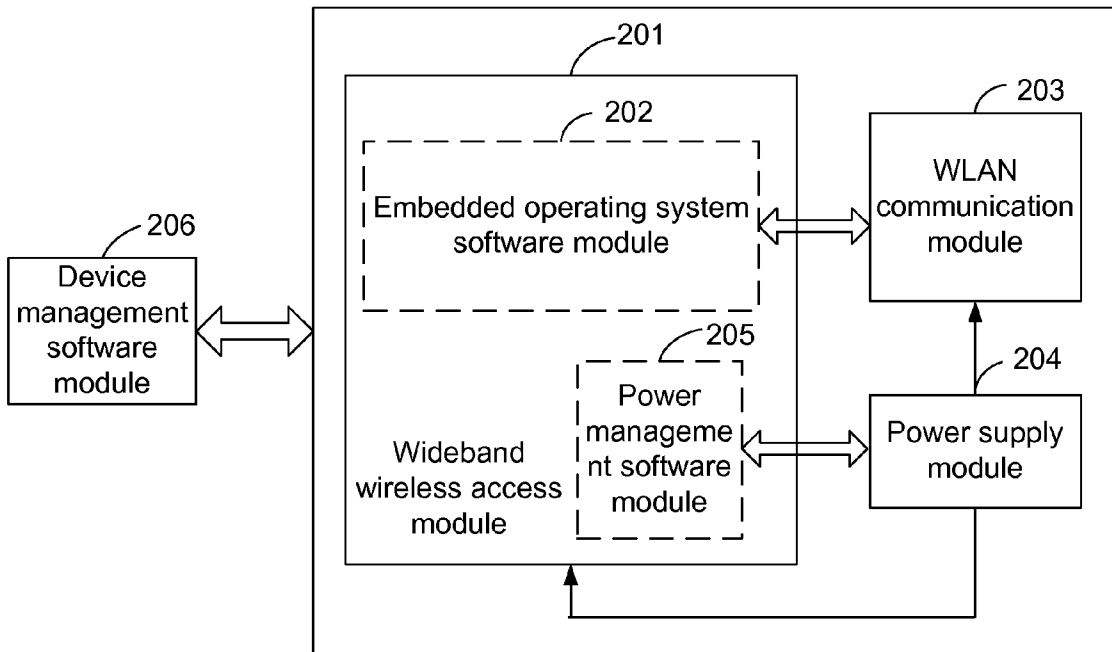 201
202
203
Embedded operating system
software module
WLAN
communication
module
206
Device
management
software
module
205
Power
manageme
nt software
module
204
Power supply
module
Wideband
wireless access
module